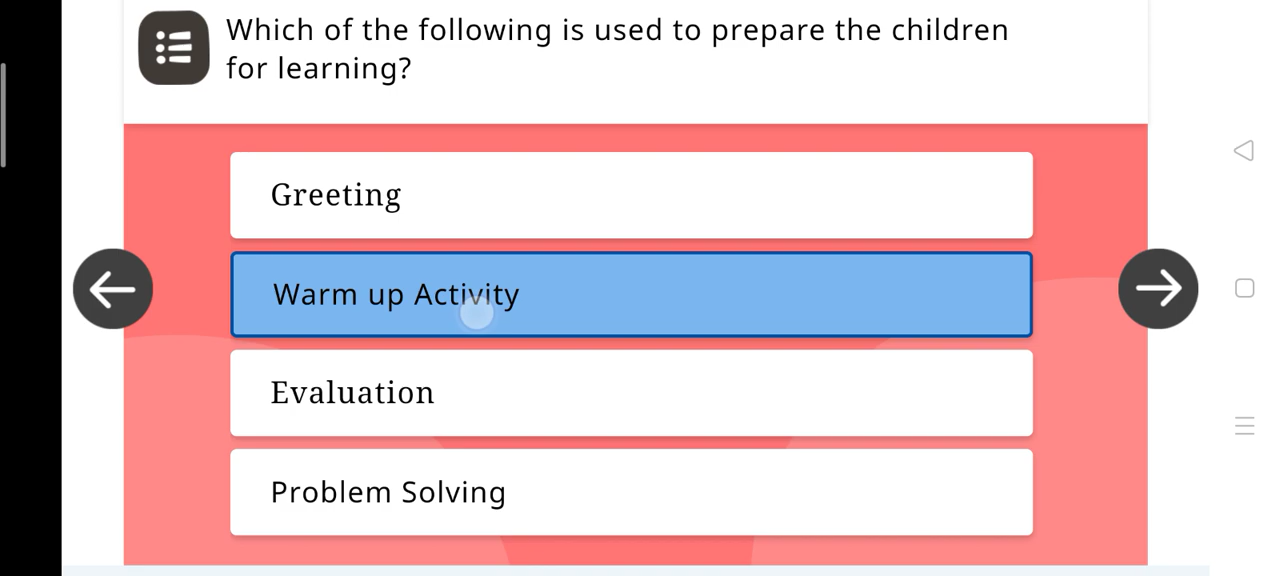 Which of the following is used to prepare the children
for learning?
Greeting
Warm up Activity
Evaluation
Problem Solving